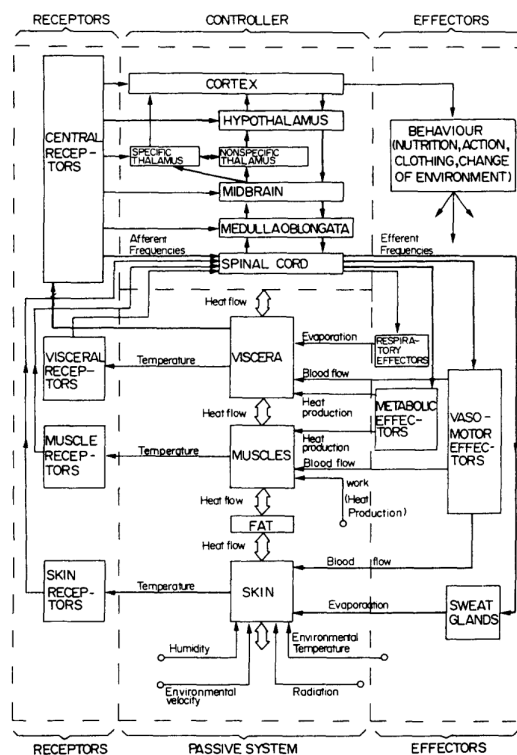 RECEPTORS
CONTROLLER
EFFECTORS
CORTEX
CENTRAL
RECEP-
TORS
HYPOTHALAMUS
SPECIFIC
THALAMUS
NONSPECIFIC
THALAMUS
MIDBRAIN
MEDULLA OBLONGATA
SPINAL CORD
BEHAVIOUR
(NUTRITION, ACTION,
CLOTHING, CHANGE
OF ENVIRONMENT)
Afferent
Frequencies
Efferent
Frequencies
Heat flow
VISCERAL
RECEP-
TORS
Temperature
VISCERA
Evaporation
RESPIRA-
TORY
EFFECTORS
Blood flow
Heat
production
METABOLIC
EFFEC-
TORS
VASO-
MOTOR
EFFEC-
TORS
Heat flow
MUSCLE
RECEP-
TORS
Temperature
MUSCLES
Heat
production
Blood flow
work
(Heat
Production)
Heat flow
FAT
Heat flow
Blood flow
SKIN
RECEP-
TORS
Temperature
SKIN
Evaporation
SWEAT
GLANDS
Humidity
Environmental
Temperature
Environmental
velocity
Radiation
RECEPTORS
PASSIVE SYSTEM
EFFECTORS